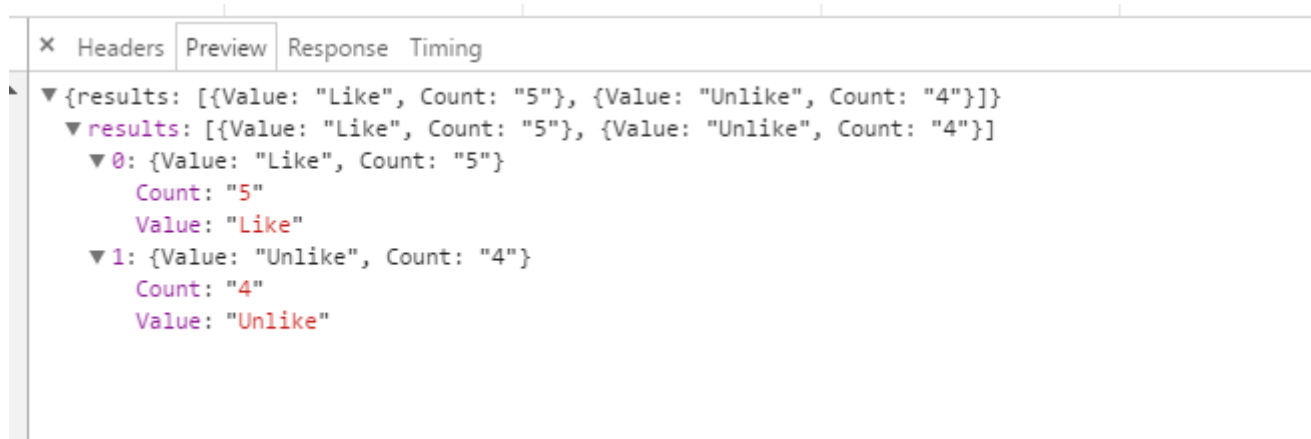 × Headers Preview Response Timing
▼ {results: [{Value: "Like", Count: "5"}, {Value: "Unlike", Count: "4"}]}
▼ results: [{Value: "Like", Count: "5"}, {Value: "Unlike", Count: "4"}]
▼ 0: {Value: "Like", Count: "5"}
Count: "5"
Value: "Like"
▼ 1: {Value: "Unlike", Count: "4"}
Count: "4"
Value: "Unlike"